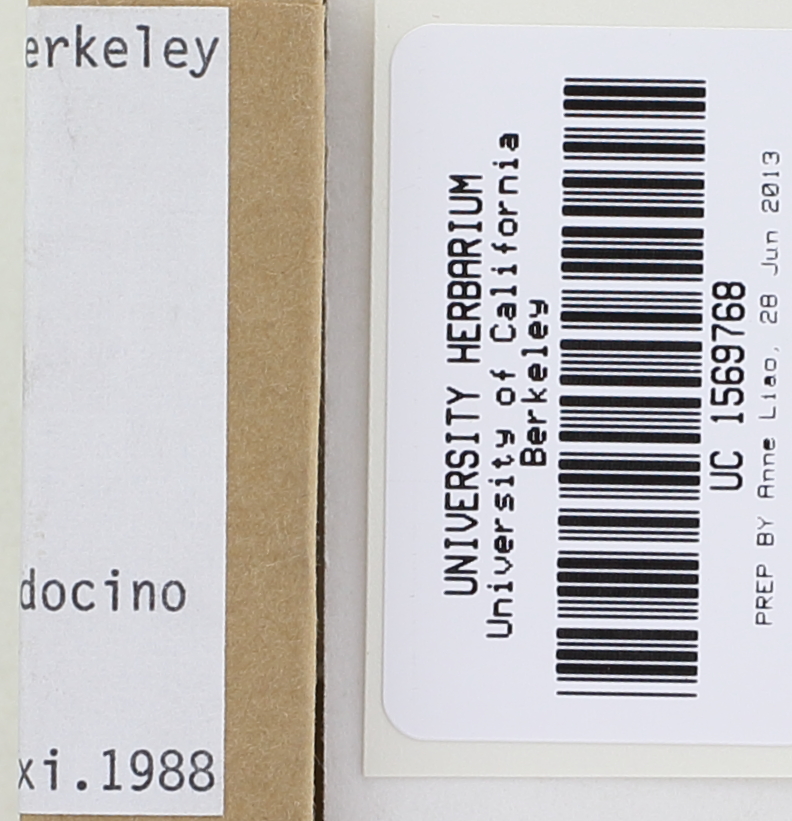 erkeley
docino
xi.1988
UNIVERSITY HERBARIUM
University of California
Berkeley
UC 1569768
PREP BY Anne Liao, 28 Jun 2013